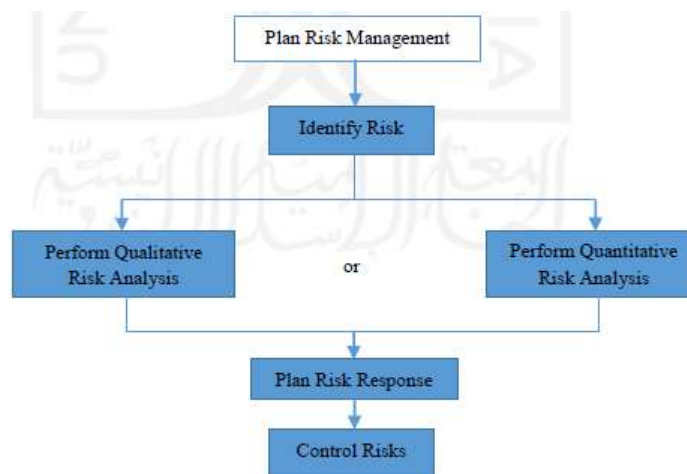 Plan Risk Management
Identify Risk
Perform Qualitative
Risk Analysis
or
Perform Quantitative
Risk Analysis
Plan Risk Response
Control Risks